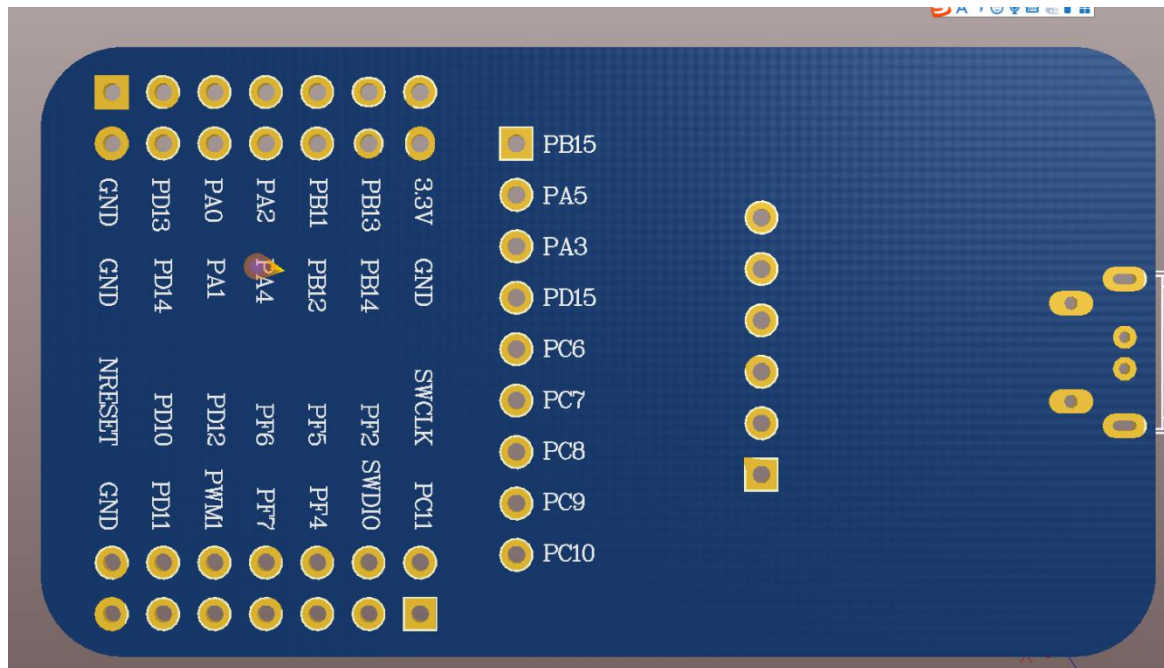 GND PD13 PA0 PA2 PB11 PB13 3.3V
GND PD14 PA1 PA4 PB12 PB14 GND
NRESET PD10 PD12 PF6 PF5 PF2 SWCLK
GND PD11 PWM1 PF7 PF4 SWDIO PC11
PB15
PA5
PA3
PD15
PC6
PC7
PC8
PC9
PC10